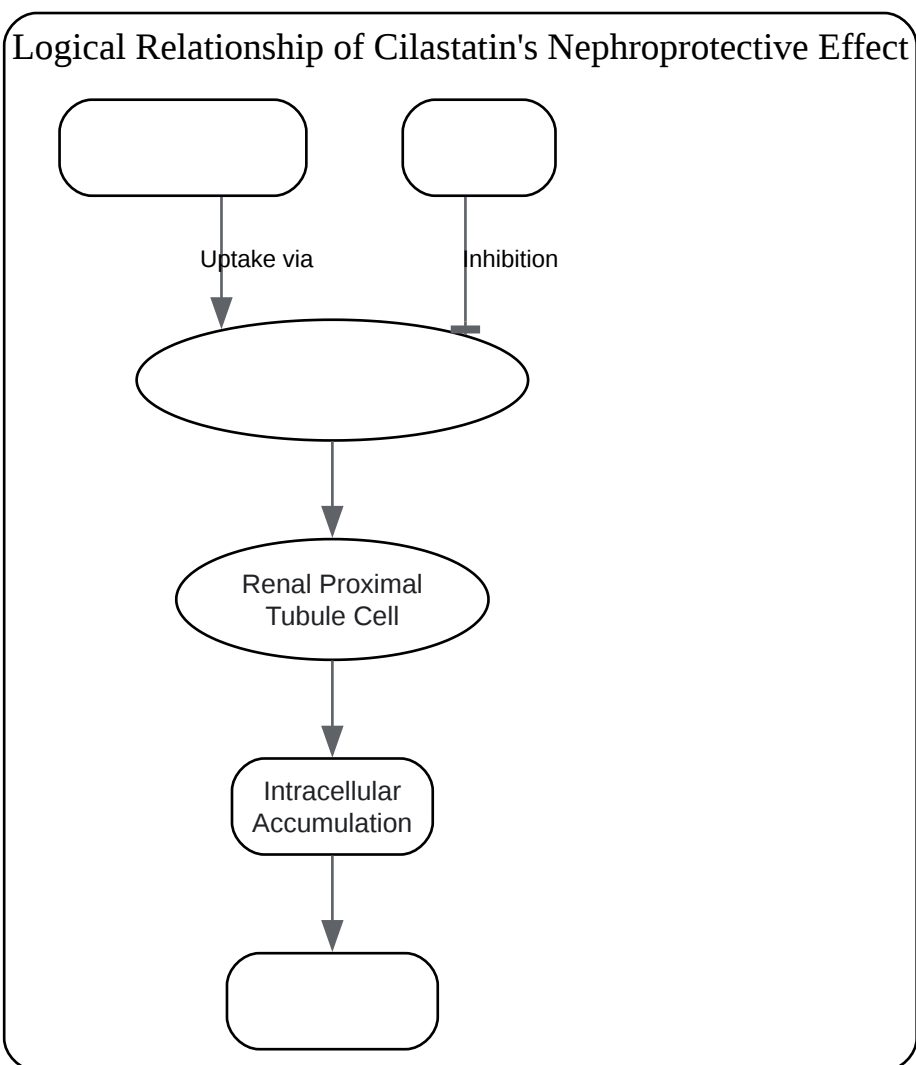 Logical Relationship of Cilastatin's Nephroprotective Effect
Uptake via
Inhibition
Renal Proximal
Tubule Cell
Intracellular
Accumulation